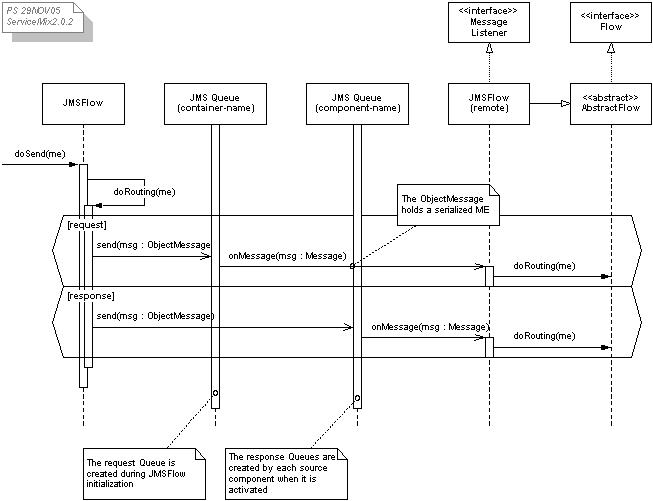 PS 29NOV05
ServiceMix2.0.2
<<interface>>
Message
Listener
<<interface>>
Flow
JMSFlow
JMS Queue
(container-name)
JMS Queue
(component-name)
JMSFlow
(remote)
<<abstract>>
AbstractFlow
doSend(me)
doRouting(me)
The ObjectMessage
holds a serialized ME
[request]
send(msg : ObjectMessage)
onMessage(msg : Message)
doRouting(me)
[response]
send(msg : ObjectMessage)
onMessage(msg : Message)
doRouting(me)
The request Queue is
created during JMSFlow
initialization
The response Queues are
created by each source
component when it is
activated